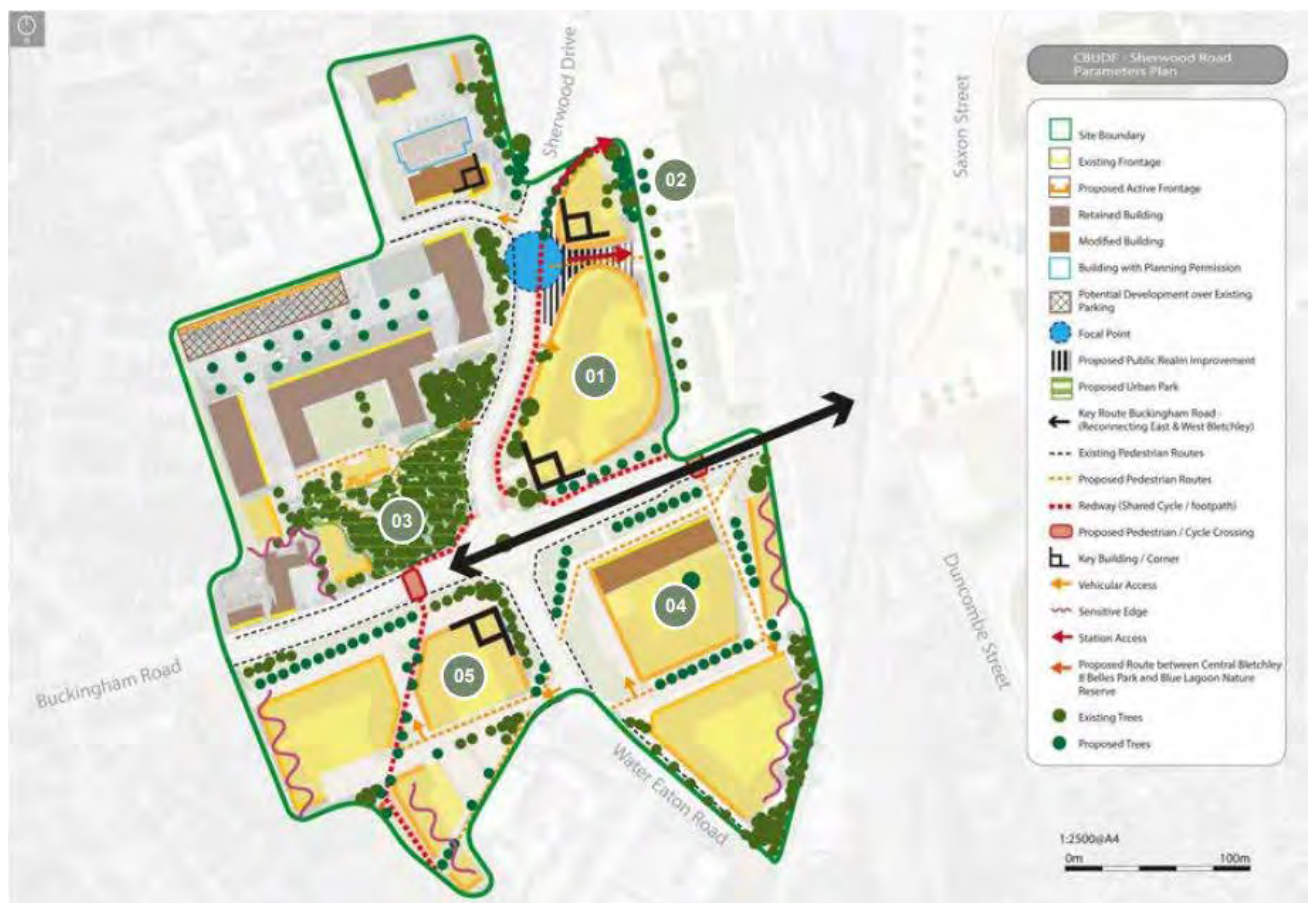 CBUDF : Sherwood Road
Parameters Plan
Site Boundary
Existing Frontage
Proposed Active Frontage
Retained Building
Modified Building
Building with Planning Permission
Potential Development over Existing
Parking
Focal Point
Proposed Public Realm Improvement
Proposed Urban Park
Key Route Buckingham Road -
(Reconnecting East & West Bletchley)
Existing Pedestrian Routes
Proposed Pedestrian Routes
Redway (Shared Cycle / footpath)
Proposed Pedestrian / Cycle Crossing
Key Building / Corner
Vehicular Access
Sensitive Edge
Station Access
Proposed Route between Central Bletchley
8 Belles Park and Blue Lagoon Nature
Reserve
Existing Trees
Proposed Trees
1:2500@A4
0m 100m
Sherwood Drive
Saxon Street
Duncombe Street
Buckingham Road
Water Eaton Road
02
01
03
04
05